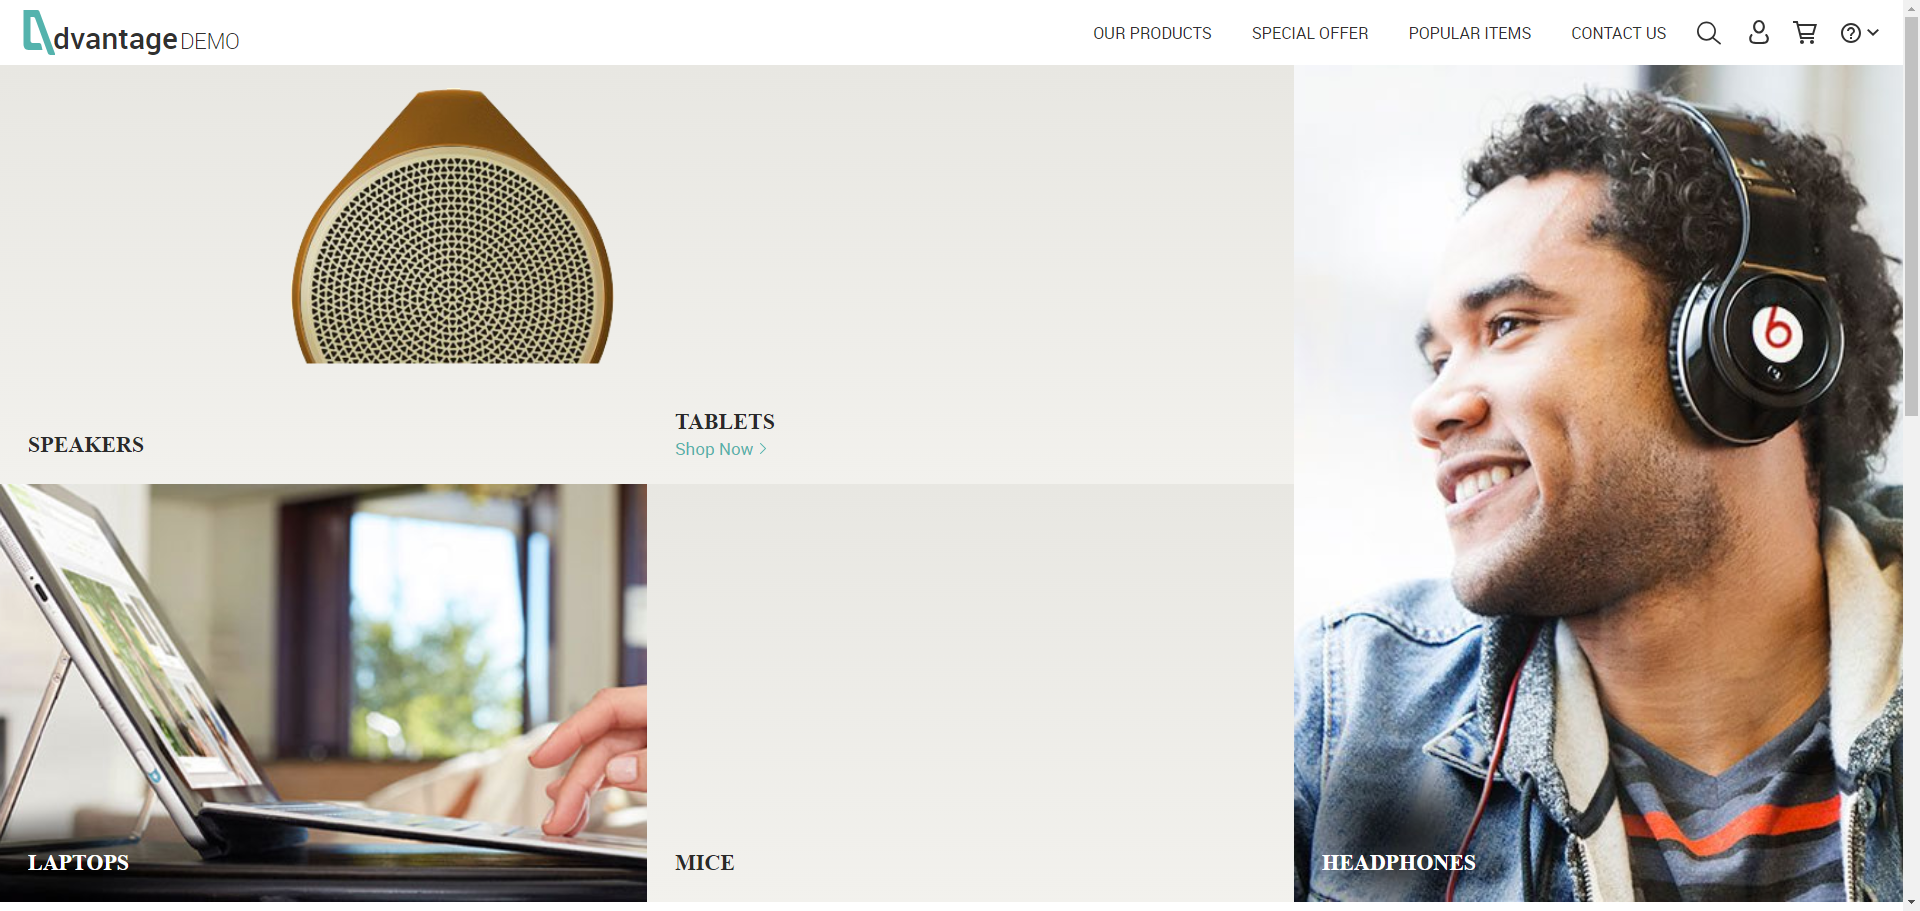 dvantage DEMO
OUR PRODUCTS
SPECIAL OFFER
POPULAR ITEMS
CONTACT US
?
SPEAKERS
TABLETS
Shop Now
LAPTOPS
MICE
HEADPHONES
b